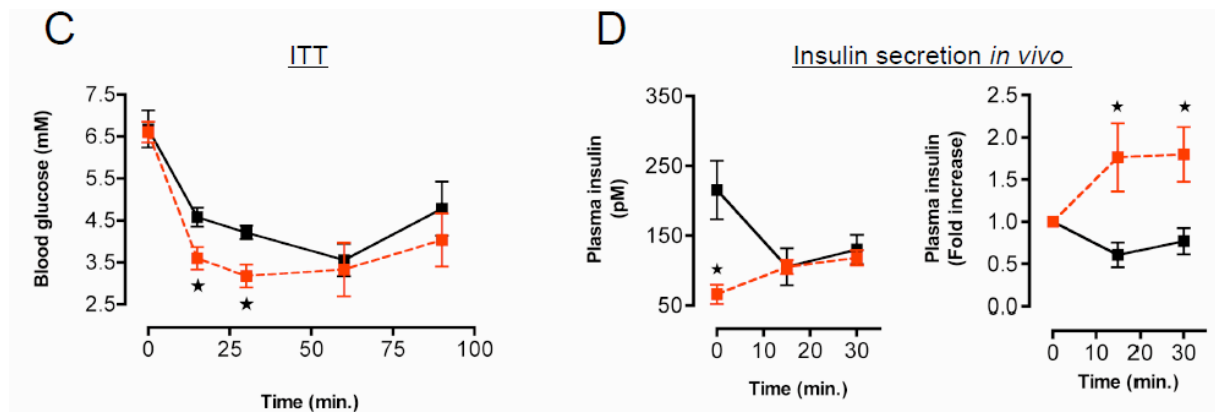 C
ITT
Blood glucose (mM)
7.5
6.5
5.5
4.5
3.5
2.5
0
25
50
75
100
Time (min.)
D
Insulin secretion in vivo
Plasma insulin
(pM)
350
250
150
50
0
10
20
30
Time (min.)
Plasma insulin
(Fold increase)
2.5
2.0
1.5
1.0
0.5
0.0
0
10
20
30
Time (min.)